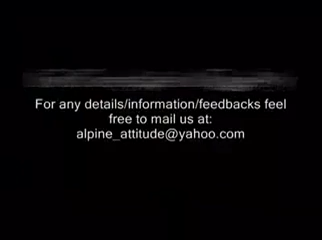 For any details/information/feedbacks feel
free to mail us at:
alpine_attitude@yahoo.com